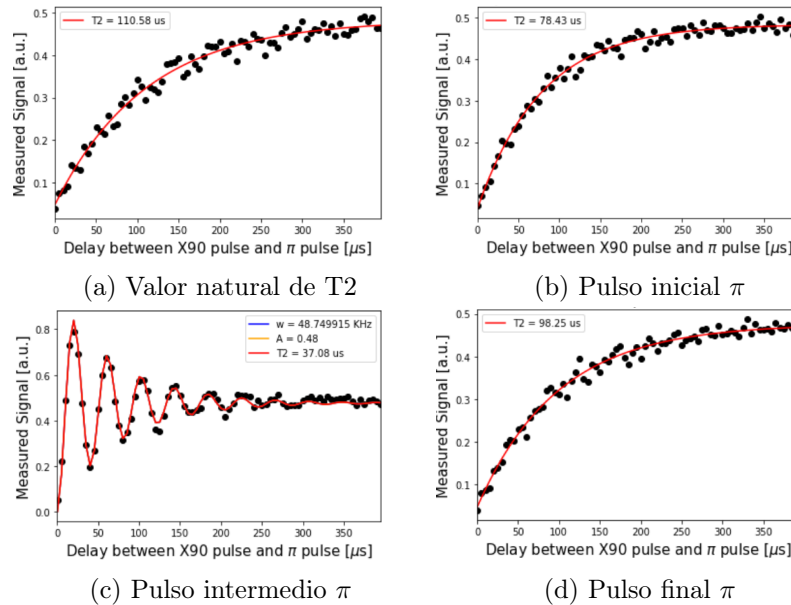 T2 = 110.58 us
Measured Signal [a.u.]
0.5
0.4
0.3
0.2
0.1
0
50
100
150
200
250
300
350
Delay between X90 pulse and π pulse [μs]
(a) Valor natural de T2
T2 = 78.43 us
Measured Signal [a.u.]
0.5
0.4
0.3
0.2
0.1
0
50
100
150
200
250
300
350
Delay between X90 pulse and π pulse [μs]
(b) Pulso inicial π
w = 48.749915 KHz
A = 0.48
T2 = 37.08 us
Measured Signal [a.u.]
0.8
0.6
0.4
0.2
0.0
0
50
100
150
200
250
300
350
Delay between X90 pulse and π pulse [μs]
(c) Pulso intermedio π
T2 = 98.25 us
Measured Signal [a.u.]
0.5
0.4
0.3
0.2
0.1
0
50
100
150
200
250
300
350
Delay between X90 pulse and π pulse [μs]
(d) Pulso final π